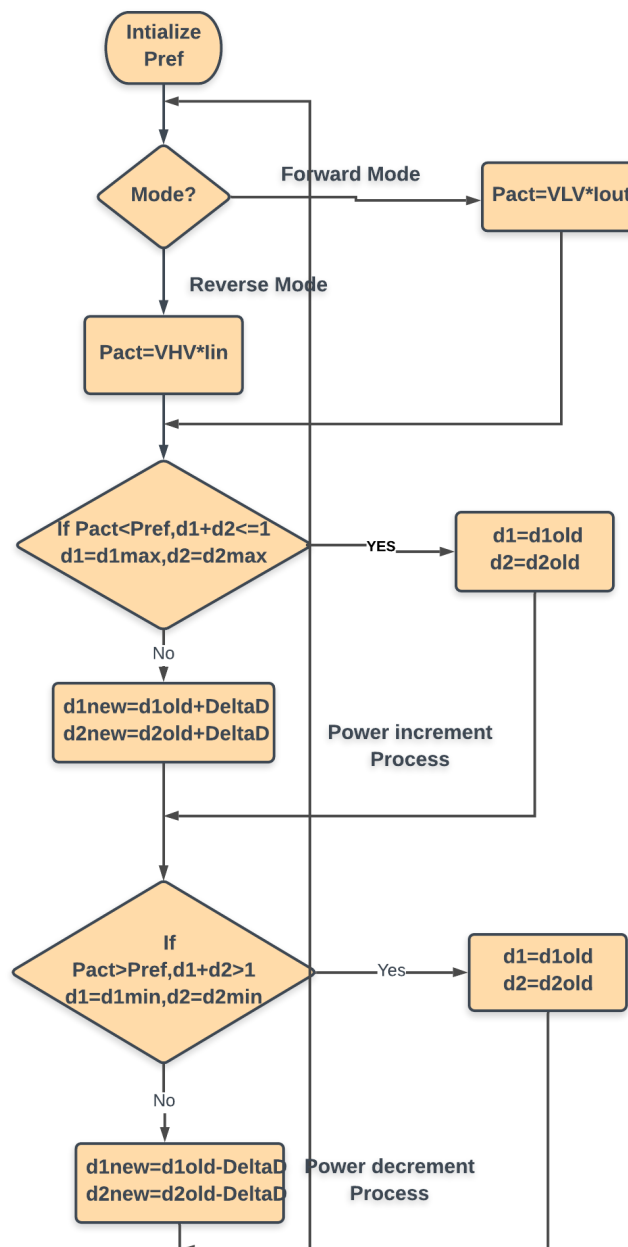 Intialize
Pref
Mode?
Forward Mode
Pact=VLV*Iout
Reverse Mode
Pact=VHV*Iin
If Pact<Pref,d1+d2<=1
d1=d1max,d2=d2max
YES
d1=d1old
d2=d2old
No
d1new=d1old+DeltaD
d2new=d2old+DeltaD
Power increment
Process
If
Pact>Pref,d1+d2>1
d1=d1min,d2=d2min
Yes
d1=d1old
d2=d2old
No
d1new=d1old-DeltaD
d2new=d2old-DeltaD
Power decrement
Process